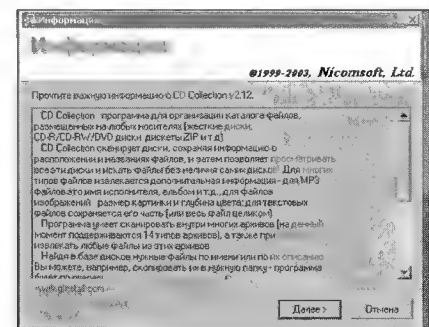 Информация
©1999-2003, Nicomsoft, Ltd.
Прочтите важную информацию о CD Collection v2.12.
CD Collection программа для организации каталога файлов,
размещенных на любых носителях (жесткие диски,
CD-R/CD-RW//DVD диски дискеты ZIP и т д)
CD Collection сканирует диски, сохраняя информацию о
расположении и названиях файлов, и затем позволяет просматривать
все эти диски и искать файлы без наличия самих дисков! Для многих
типов файлов извлекается дополнительная информация - для MP3
файлов это имя исполнителя, альбом и т.д., для файлов
изображений размер картинки и глубина цвета; для текстовых
файлов сохраняется его часть (или весь файл целиком)
Программа умеет сканировать внутри многих архивов (на данный
момент поддерживаются 14 типов архивов), а также при
извлекать любые файлы из этих архивов
Найдя в базе дисков нужные файлы по имени или по их описанию
Вы можете, например, скопировать их в нужную папку - программа
Далее >
Отмена